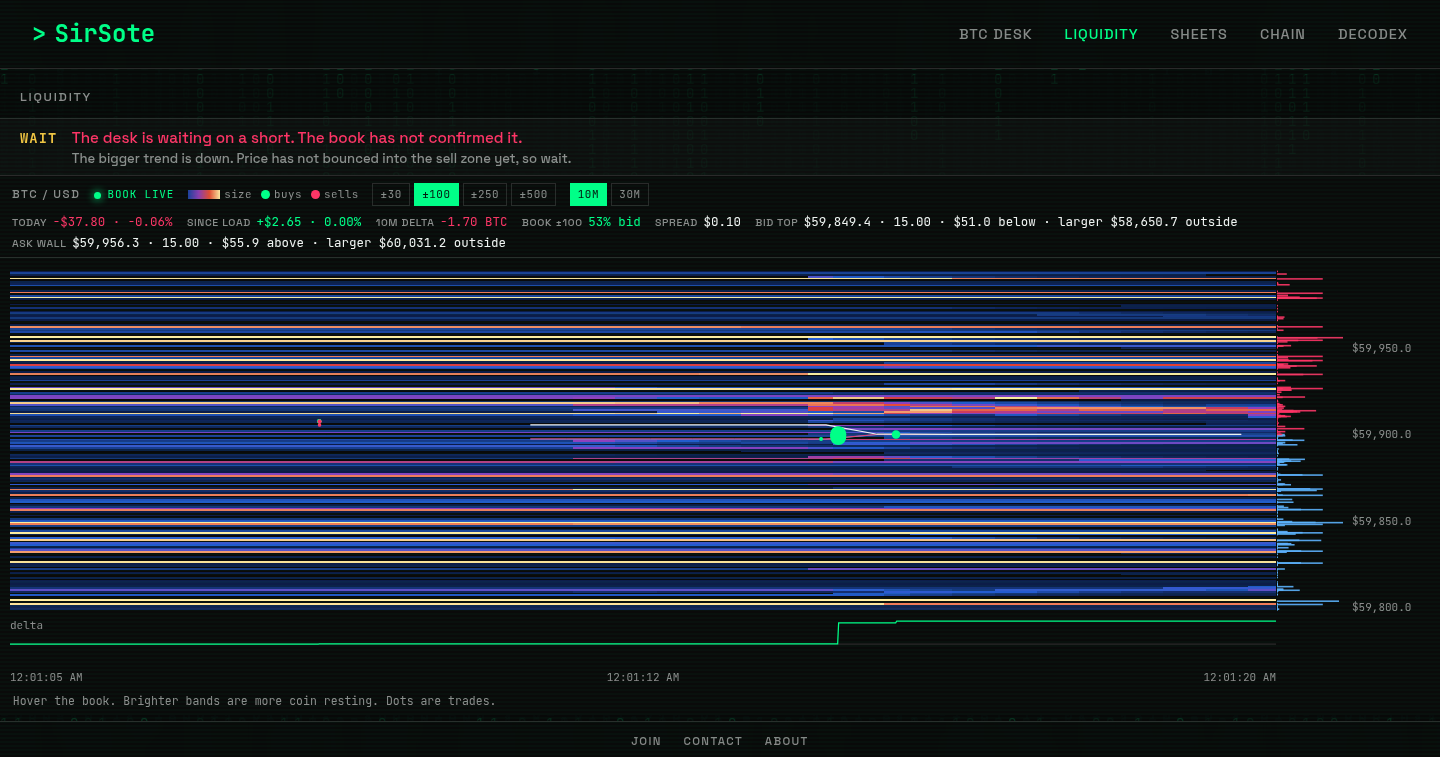 > SirSote
BTC DESK LIQUIDITY SHEETS CHAIN DECODEX
LIQUIDITY
WAIT The desk is waiting on a short. The book has not confirmed it.
The bigger trend is down. Price has not bounced into the sell zone yet, so wait.
BTC / USD BOOK LIVE size buys sells ±30 ±100 ±250 ±500 10M 30M
TODAY -$37.80 · -0.06% SINCE LOAD +$2.65 · 0.00% 10M DELTA -1.70 BTC BOOK ±100 53% bid SPREAD $0.10 BID TOP $59,849.4 · 15.00 · $51.0 below · larger $58,650.7 outside
ASK WALL $59,956.3 · 15.00 · $55.9 above · larger $60,031.2 outside
$59,950.0
$59,900.0
$59,850.0
$59,800.0
delta
12:01:05 AM 12:01:12 AM 12:01:20 AM
Hover the book. Brighter bands are more coin resting. Dots are trades.
JOIN CONTACT ABOUT